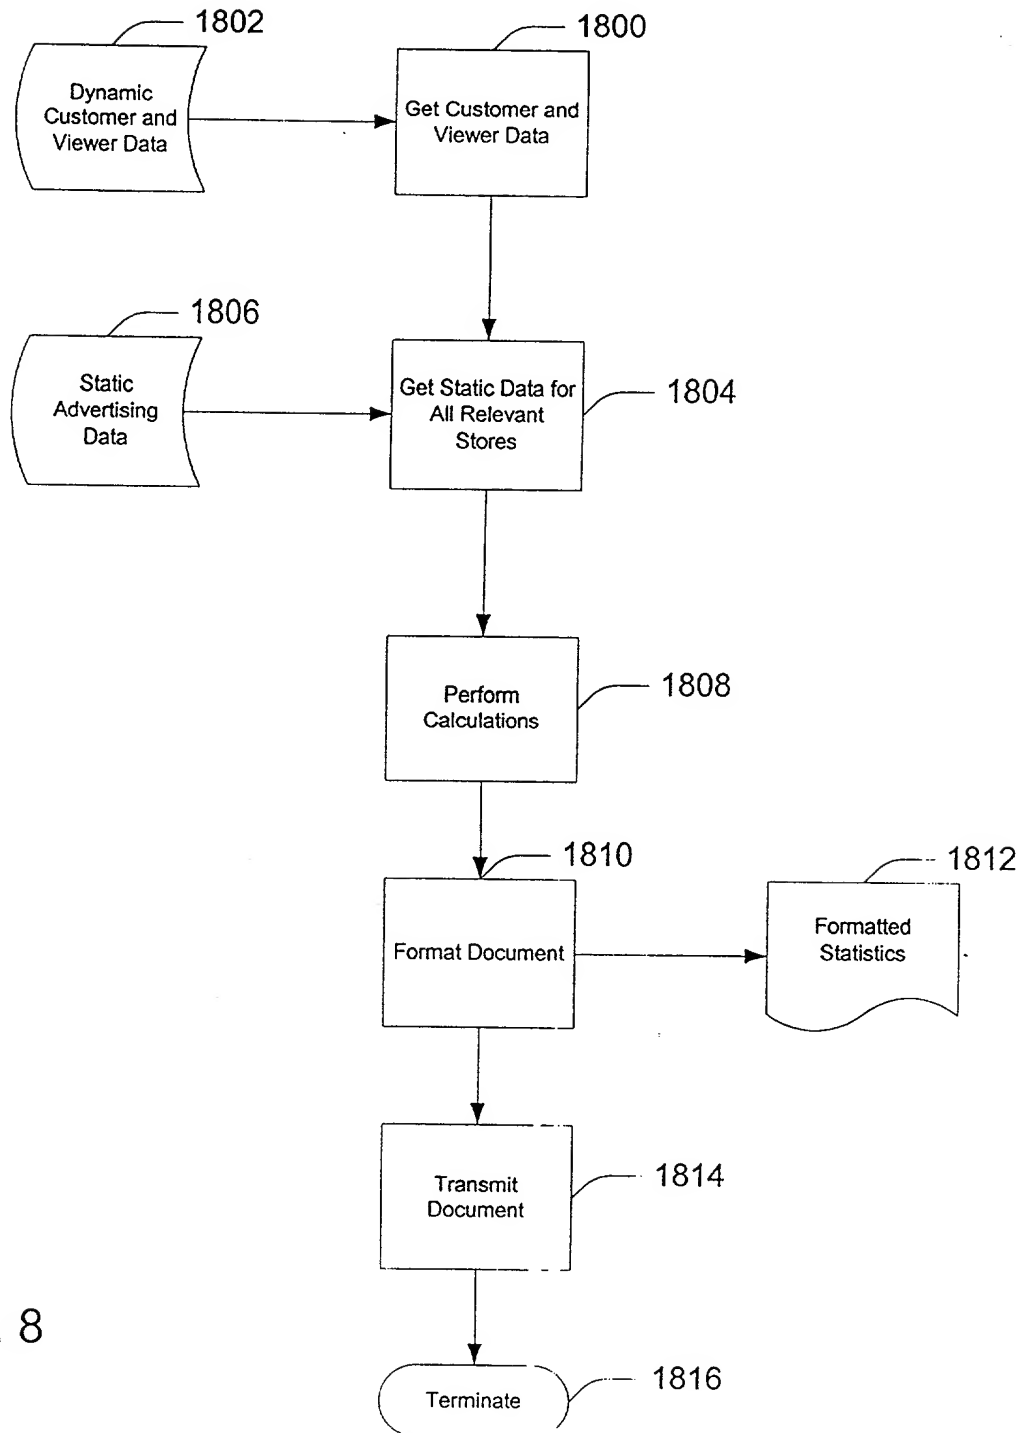 1802
1800
Dynamic
Customer and
Viewer Data
Get Customer and
Viewer Data
1806
Static
Advertising
Data
Get Static Data for
All Relevant
Stores
1804
Perform
Calculations
1808
1810
1812
Format Document
Formatted
Statistics
Transmit
Document
1814
8
Terminate
1816